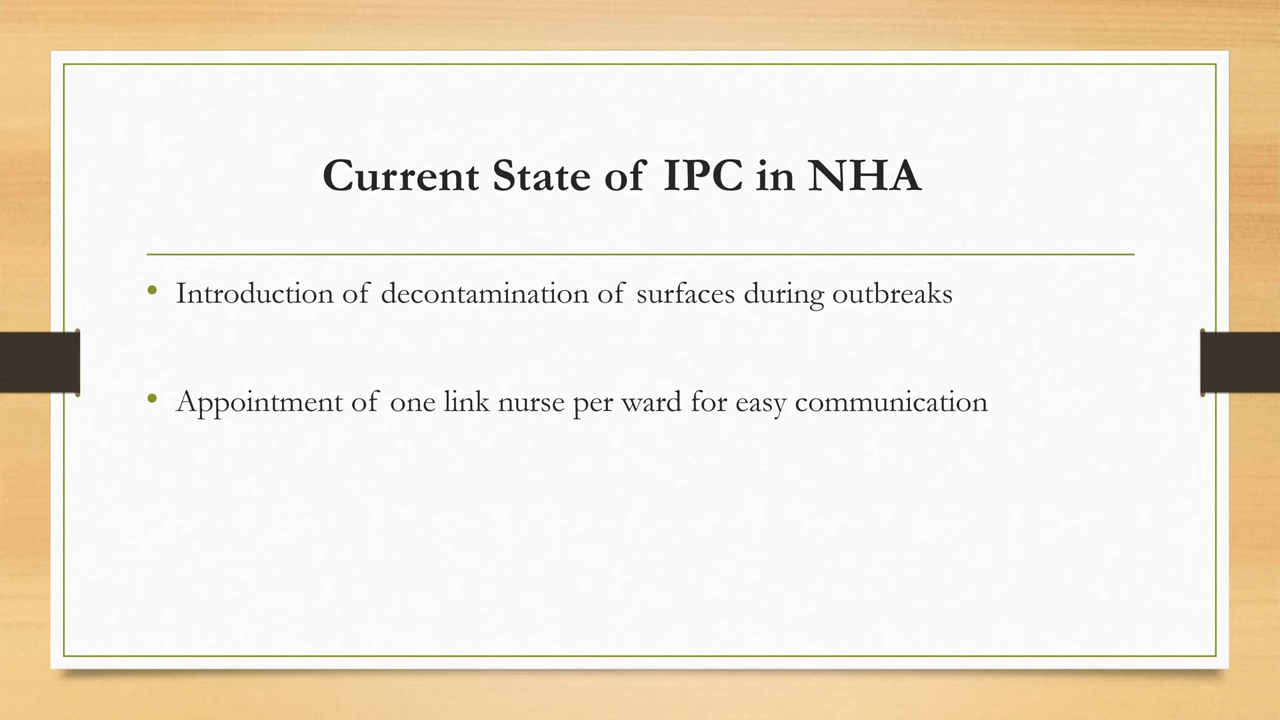 Current State of IPC in NHA
• Introduction of decontamination of surfaces during outbreaks
• Appointment of one link nurse per ward for easy communication